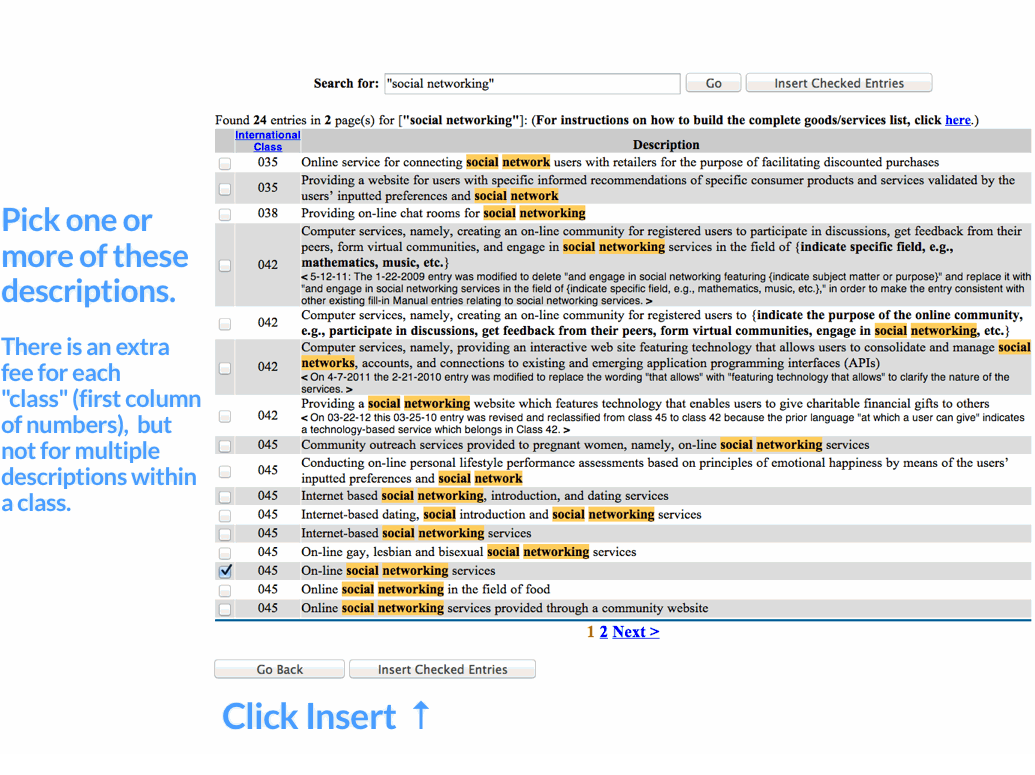 Search for: "social networking" Go Insert Checked Entries
Found 24 entries in 2 page(s) for ["social networking"]: (For instructions on how to build the complete goods/services list, click here.)
International
Class
Description
035 Online service for connecting social network users with retailers for the purpose of facilitating discounted purchases
035 Providing a website for users with specific informed recommendations of specific consumer products and services validated by the
users' inputted preferences and social network
038 Providing on-line chat rooms for social networking
042 Computer services, namely, creating an on-line community for registered users to participate in discussions, get feedback from their
peers, form virtual communities, and engage in social networking services in the field of {indicate specific field, e.g.,
mathematics, music, etc.}
< 5-12-11: The 1-22-2009 entry was modified to delete "and engage in social networking featuring {indicate subject matter or purpose}" and replace it with
"and engage in social networking services in the field of {indicate specific field, e.g., mathematics, music, etc.}," in order to make the entry consistent with
other existing fill-in Manual entries relating to social networking services. >
042 Computer services, namely, creating an on-line community for registered users to {indicate the purpose of the online community,
e.g., participate in discussions, get feedback from their peers, form virtual communities, engage in social networking, etc.}
042 Computer services, namely, providing an interactive web site featuring technology that allows users to consolidate and manage social
networks, accounts, and connections to existing and emerging application programming interfaces (APIs)
< On 4-7-2011 the 2-21-2010 entry was modified to replace the wording "that allows" with "featuring technology that allows" to clarify the nature of the
services. >
042 Providing a social networking website which features technology that enables users to give charitable financial gifts to others
< On 03-22-12 this 03-25-10 entry was revised and reclassified from class 45 to class 42 because the prior language "at which a user can give" indicates
a technology-based service which belongs in Class 42. >
045 Community outreach services provided to pregnant women, namely, on-line social networking services
045 Conducting on-line personal lifestyle performance assessments based on principles of emotional happiness by means of the users'
inputted preferences and social network
045 Internet based social networking, introduction, and dating services
045 Internet-based dating, social introduction and social networking services
045 Internet-based social networking services
045 On-line gay, lesbian and bisexual social networking services
045 On-line social networking services
045 Online social networking in the field of food
045 Online social networking services provided through a community website
1 2 Next >
Go Back Insert Checked Entries
Pick one or
more of these
descriptions.
There is an extra
fee for each
"class" (first column
of numbers), but
not for multiple
descriptions within
a class.
Click Insert ↑